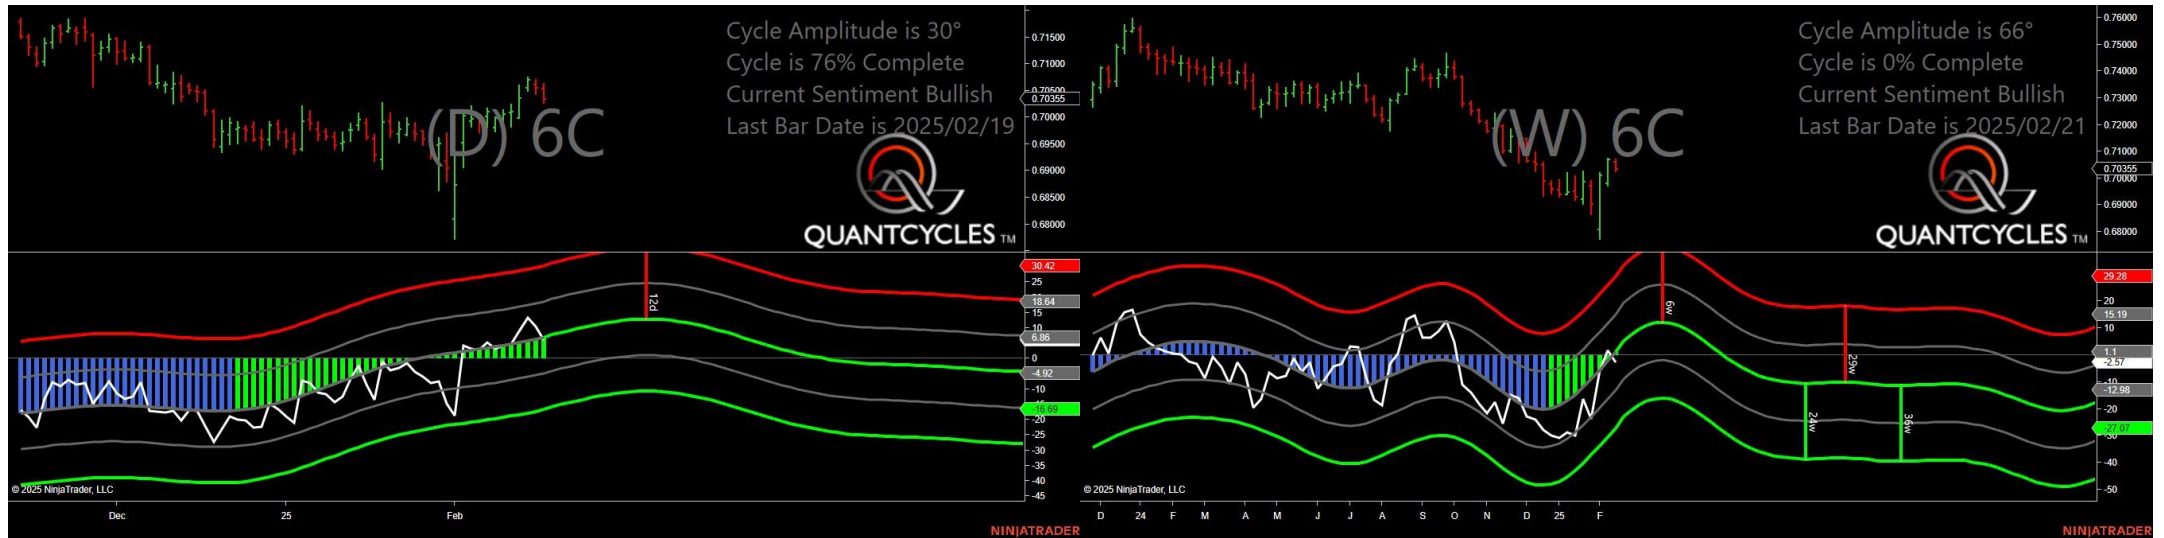 Cycle Amplitude is 30°
Cycle is 76% Complete
Current Sentiment Bullish
Last Bar Date is 2025/02/19
(D) 6C
QUANTCYCLES TM
0.71500
0.71000
0.70500
0.70355
0.70000
0.69500
0.69000
0.68500
0.68000
12d
30.42
25
18.64
15
10
6.86
0
-4.92
-10
-16.69
-20
-25
-30
-35
-40
-45
© 2025 NinjaTrader, LLC
Dec
25
Feb
NINJATRADER
Cycle Amplitude is 66°
Cycle is 0% Complete
Current Sentiment Bullish
Last Bar Date is 2025/02/21
(W) 6C
QUANTCYCLES TM
0.76000
0.75000
0.74000
0.73000
0.72000
0.71000
0.70355
0.70000
0.69000
0.68000
6w
29w
24w
36w
29.28
20
15.19
10
1.1
-2.57
-10
-12.98
-20
-27.07
-30
-40
-50
© 2025 NinjaTrader, LLC
D 24 F M A M J J A S O N D 25 F
NINJATRADER